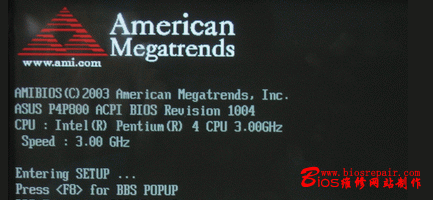 American
Megatrends
www.ami.com
AMIBIOS(C)2003 American Megatrends, Inc.
ASUS P4P800 ACPI BIOS Revision 1004
CPU : Intel(R) Pentium(R) 4 CPU 3.00GHz
Speed : 3.00 GHz
Entering SETUP ...
Press <F8> for BBS POPUP
www.biosrepair.com
Bios维修网站制作